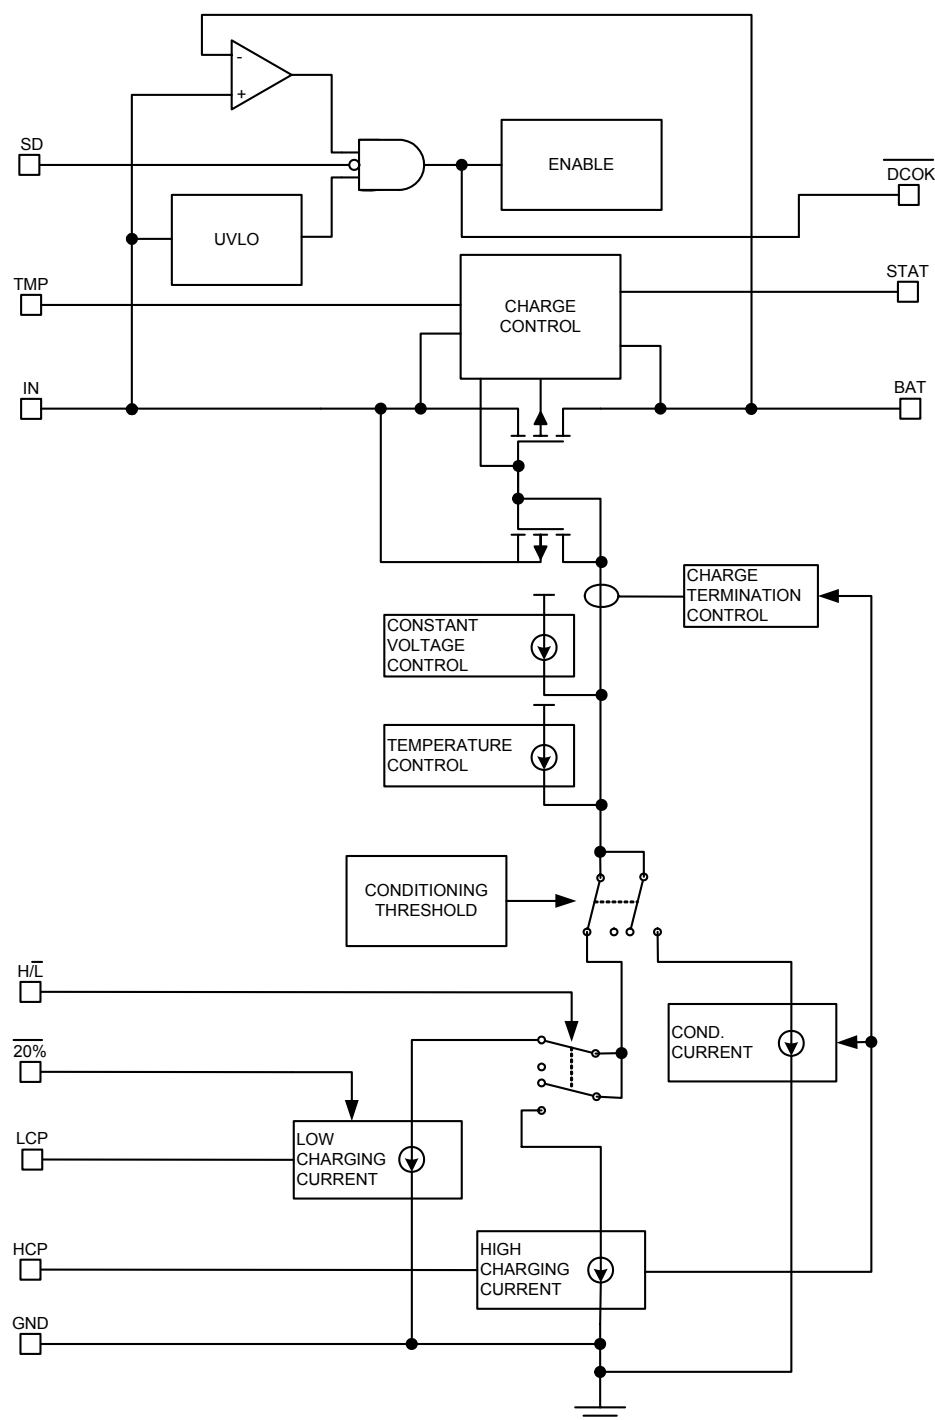 -
+
SD
ENABLE
DCOK
UVLO
TMP
CHARGE
CONTROL
STAT
IN
BAT
CHARGE
TERMINATION
CONTROL
CONSTANT
VOLTAGE
CONTROL
TEMPERATURE
CONTROL
CONDITIONING
THRESHOLD
H/L
COND.
CURRENT
20%
LCP
LOW
CHARGING
CURRENT
HCP
HIGH
CHARGING
CURRENT
GND